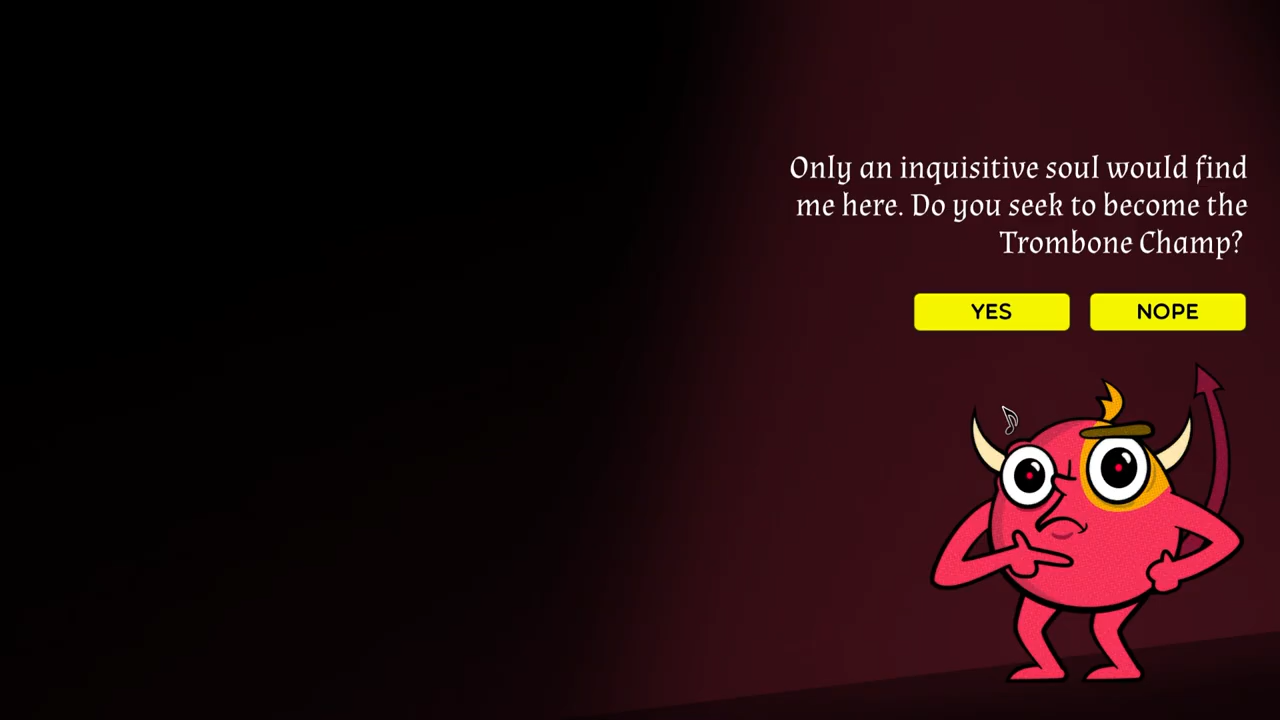 Only an inquisitive soul would find
me here. Do you seek to become the
Trombone Champ?
YES NOPE